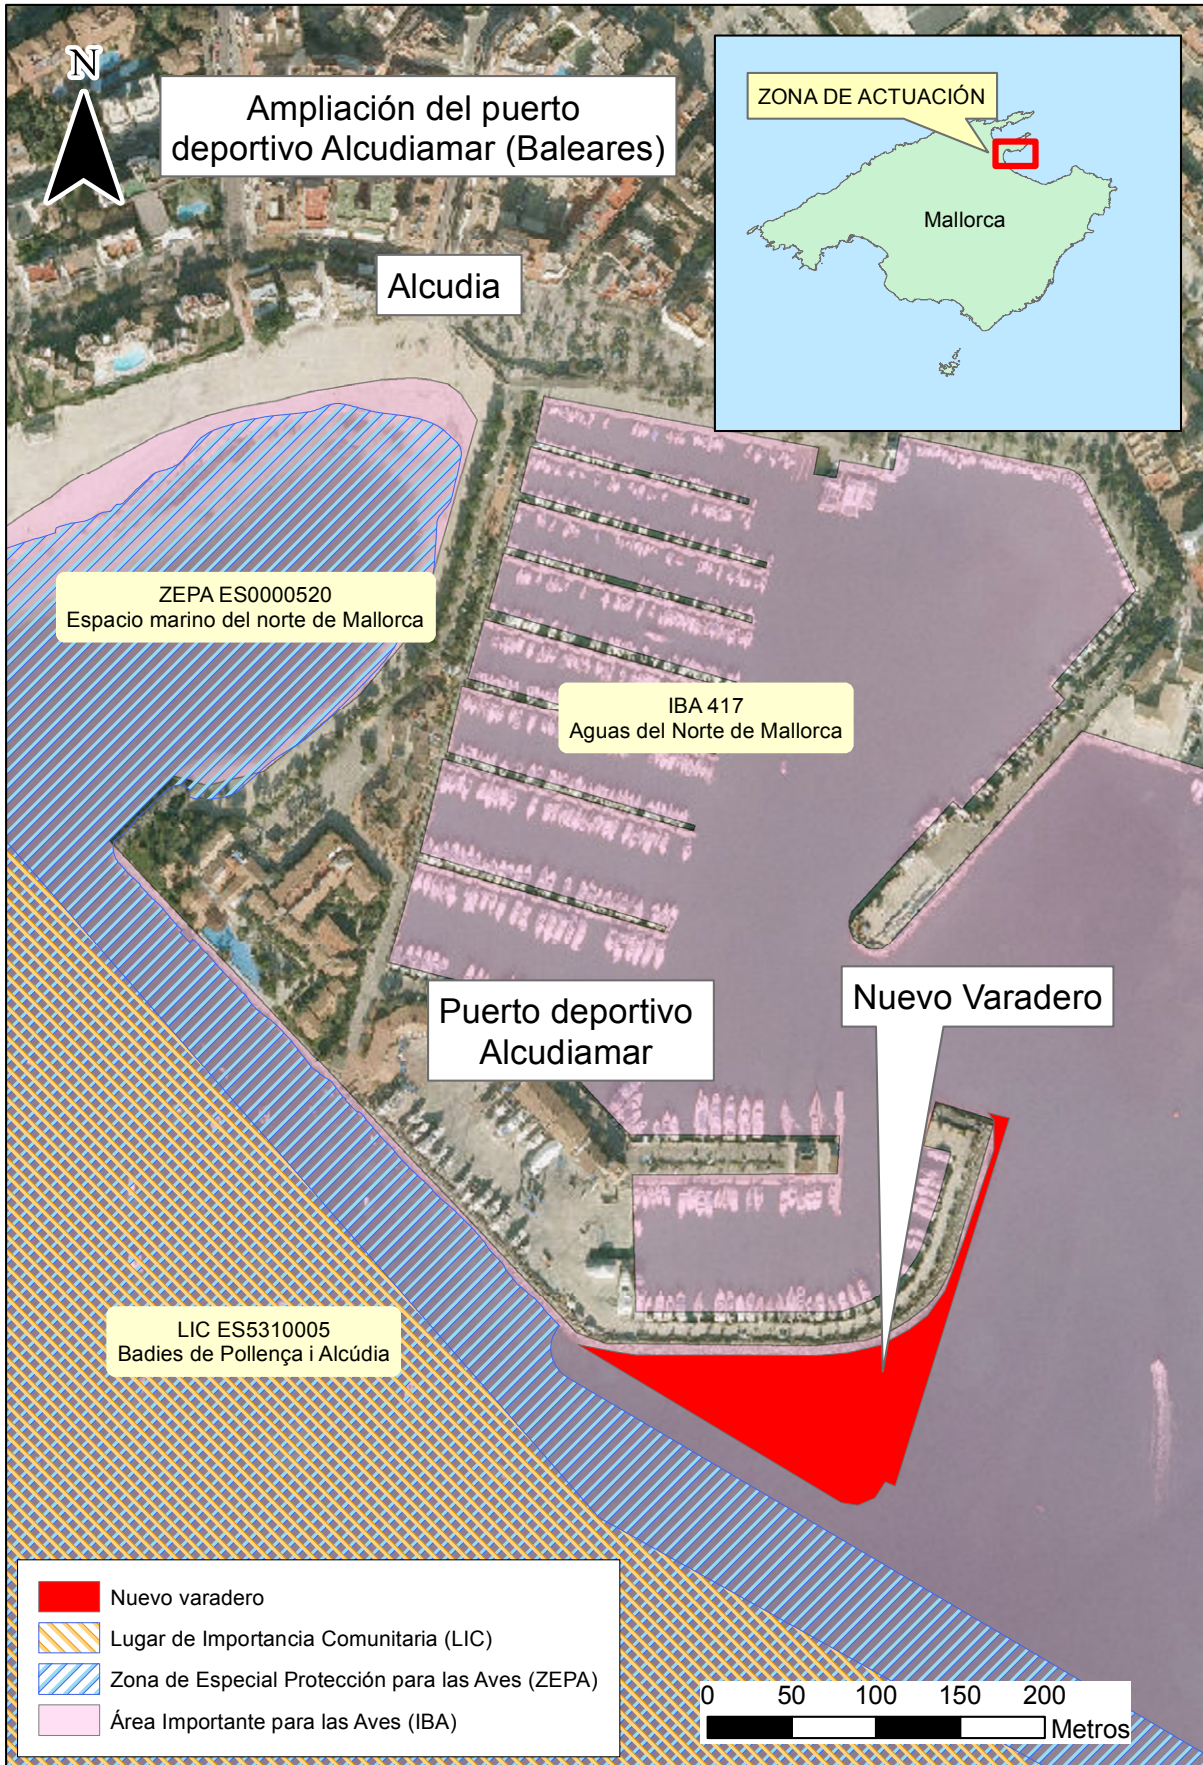 N
Ampliación del puerto
deportivo Alcudiamar (Baleares)
ZONA DE ACTUACIÓN
Mallorca
Alcudia
ZEPA ES0000520
Espacio marino del norte de Mallorca
IBA 417
Aguas del Norte de Mallorca
Puerto deportivo
Alcudiamar
Nuevo Varadero
LIC ES5310005
Badies de Pollença i Alcúdia
Nuevo varadero
Lugar de Importancia Comunitaria (LIC)
Zona de Especial Protección para las Aves (ZEPA)
Área Importante para las Aves (IBA)
0 50 100 150 200
Metros